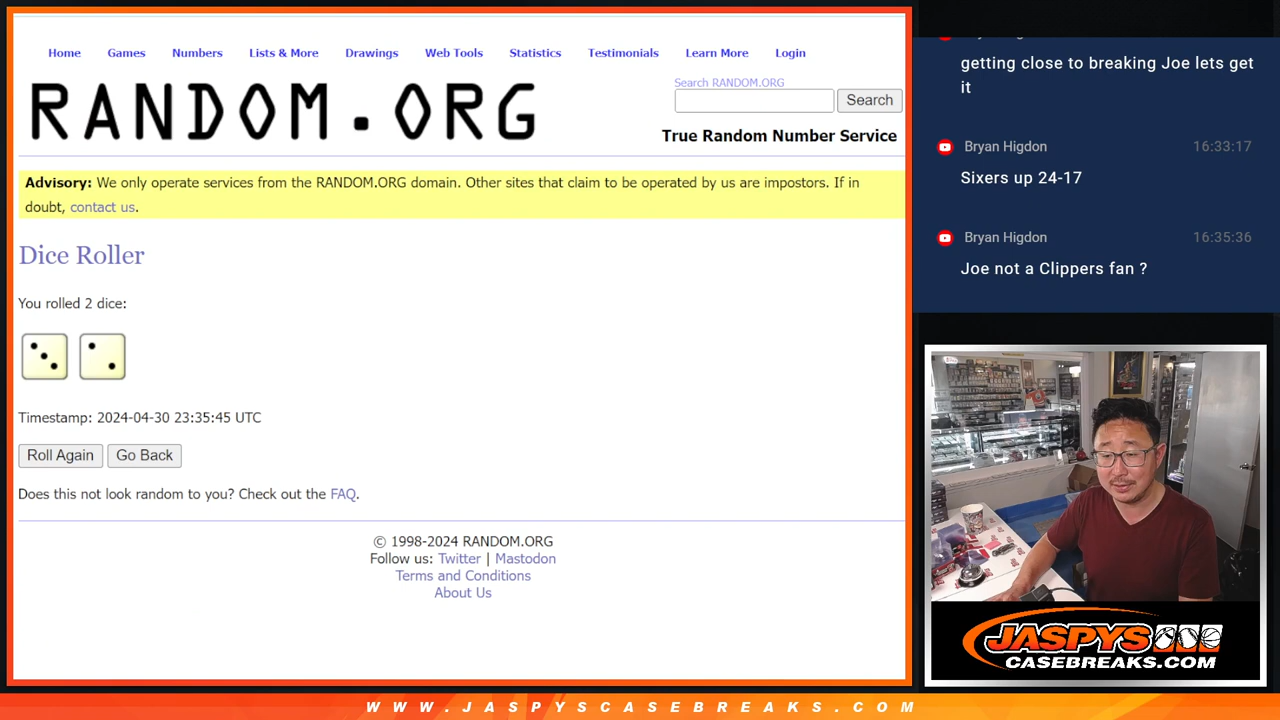 Home Games Numbers Lists & More Drawings Web Tools Statistics Testimonials Learn More Login
RANDOM.ORG
Search RANDOM.ORG
Search
True Random Number Service
Advisory: We only operate services from the RANDOM.ORG domain. Other sites that claim to be operated by us are impostors. If in
doubt, contact us.
Dice Roller
You rolled 2 dice:
Timestamp: 2024-04-30 23:35:45 UTC
Roll Again Go Back
Does this not look random to you? Check out the FAQ.
© 1998-2024 RANDOM.ORG
Follow us: Twitter | Mastodon
Terms and Conditions
About Us
getting close to breaking Joe lets get
it
Bryan Higdon 16:33:17
Sixers up 24-17
Bryan Higdon 16:35:36
Joe not a Clippers fan ?
JASPYS
CASEBREAKS.COM
WWW.JASPYSCASEBREAKS.COM